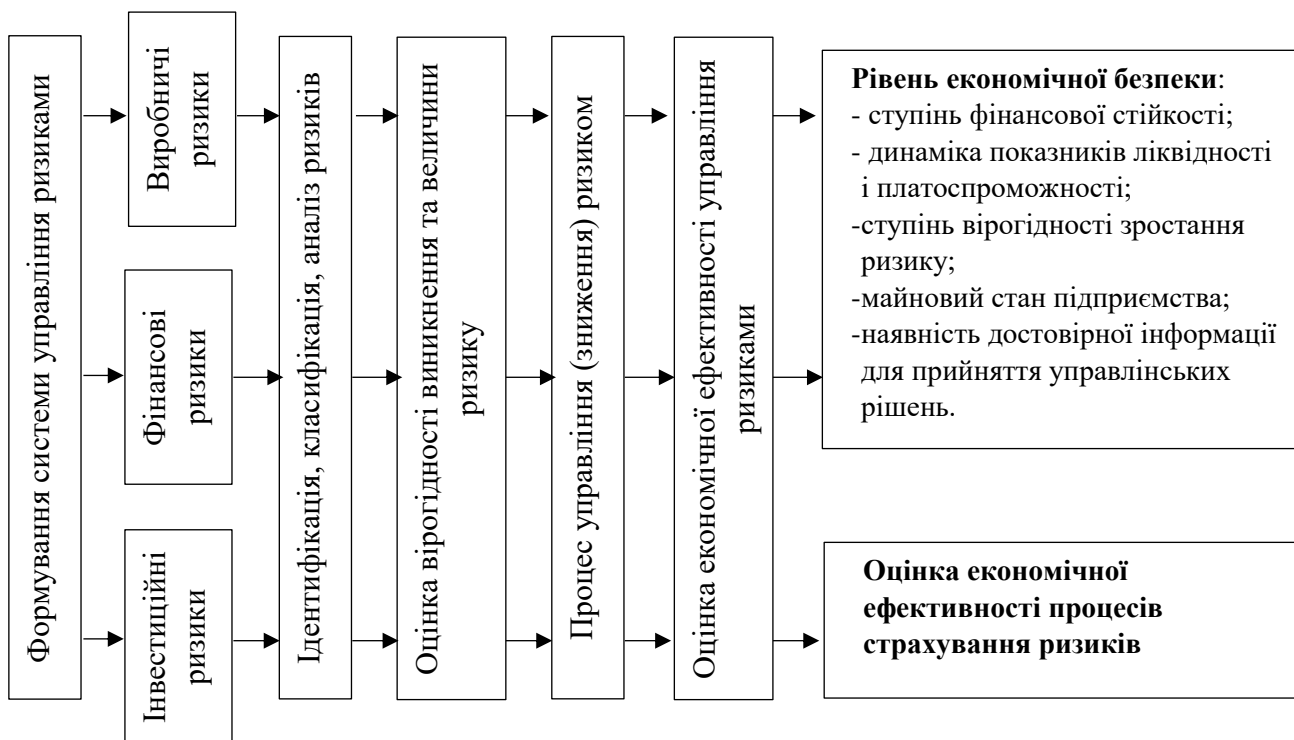 Формування системи управління ризиками
Виробничі
ризики
Фінансові
ризики
Інвестиційні
ризики
Ідентифікація, класифікація, аналіз ризиків
Оцінка вірогідності виникнення та величини
ризику
Процес управління (зниження) ризиком
Оцінка економічної ефективності управління
ризиками
Рівень економічної безпеки:
- ступінь фінансової стійкості;
- динаміка показників ліквідності
і платоспроможності;
-ступінь вірогідності зростання
ризику;
-майновий стан підприємства;
-наявність достовірної інформації
для прийняття управлінських
рішень.
Оцінка економічної
ефективності процесів
страхування ризиків